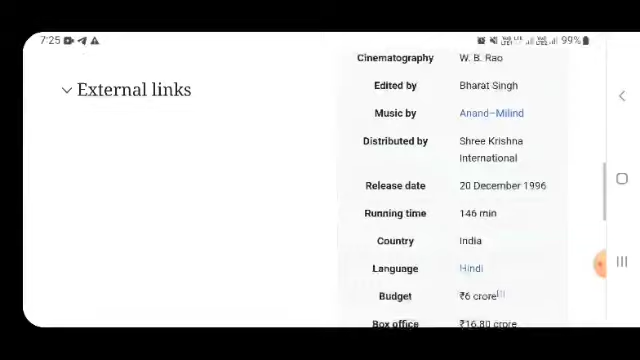 7:25 99%
External links
Cinematography W. B. Rao
Edited by Bharat Singh
Music by Anand–Milind
Distributed by Shree Krishna
International
Release date 20 December 1996
Running time 146 min
Country India
Language Hindi
Budget ₹6 crore
Box office ₹16.80 crore